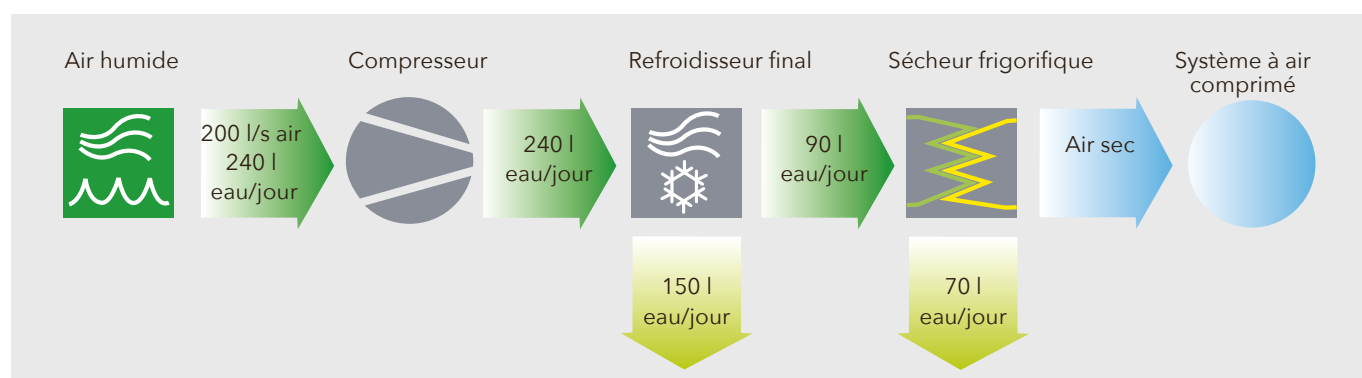 Air humide
Compresseur
Refroidisseur final
Sécheur frigorifique
Système à air
comprimé
200 l/s air
240 l
eau/jour
240 l
eau/jour
90 l
eau/jour
Air sec
150 l
eau/jour
70 l
eau/jour